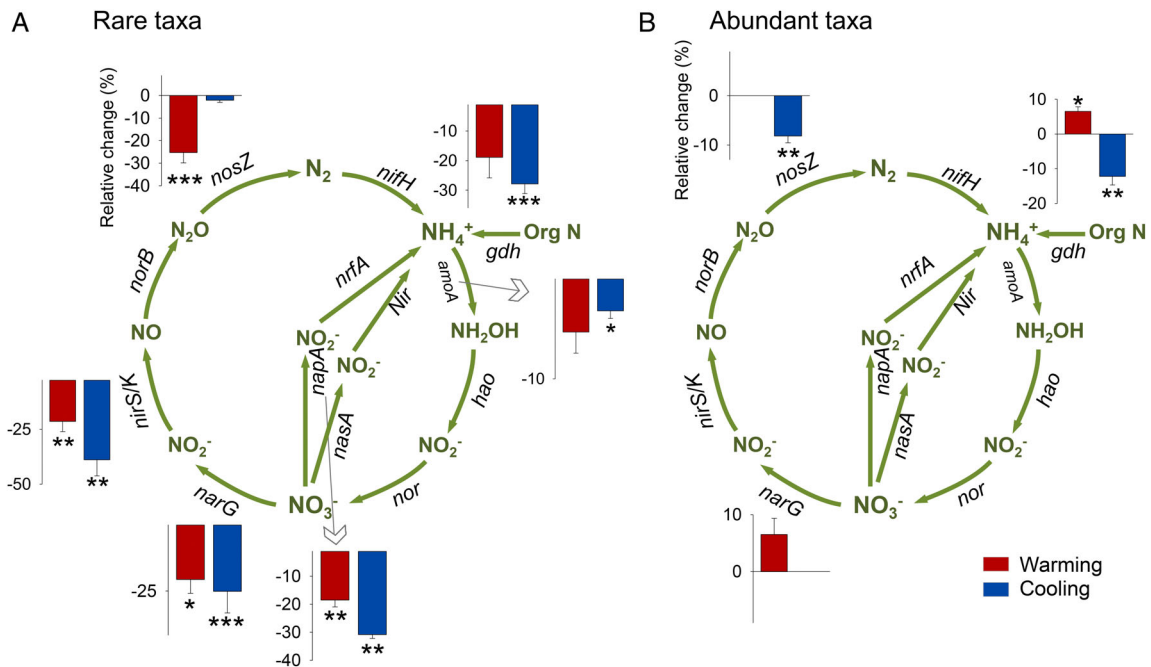 A Rare taxa
Relative change (%)
0
-10
-20
-30
-40
***
-10
-20
-30
***
nosZ
N2
nifH
N2O
NH4+
Org N
gdh
norB
nrfA
Nir
amoA
NO
NO2-
NO2-
NH2OH
-10
*
napA
nasA
hao
nirS/K
-25
-50
**
**
NO2-
NO2-
narG
NO3-
nor
-25
*
***
-10
-20
-30
-40
**
**
B Abundant taxa
Relative change (%)
0
-10
**
10
0
-10
-20
*
**
nosZ
N2
nifH
N2O
NH4+
Org N
gdh
norB
nrfA
Nir
amoA
NO
NO2-
NO2-
NH2OH
napA
nasA
hao
nirS/K
NO2-
NO2-
narG
NO3-
nor
10
0
Warming
Cooling